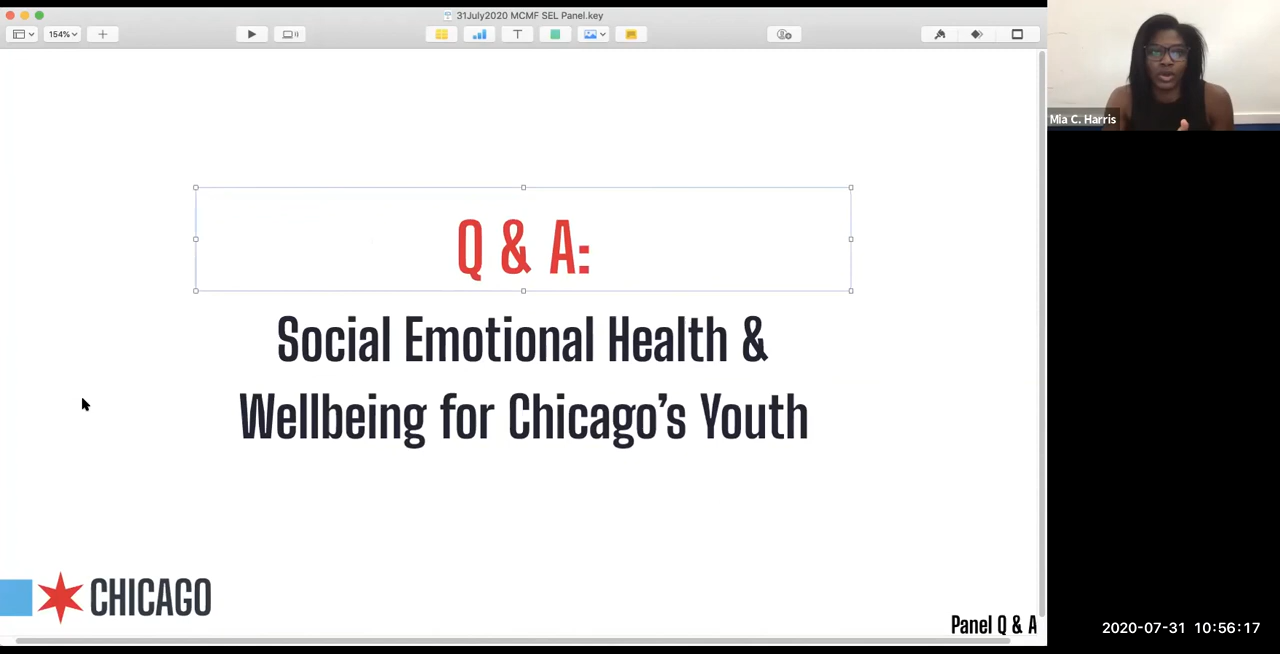 31July2020 MCMF SEL Panel.key
154%
Mia C. Harris
Q & A:
Social Emotional Health &
Wellbeing for Chicago’s Youth
CHICAGO
Panel Q & A
2020-07-31 10:56:17